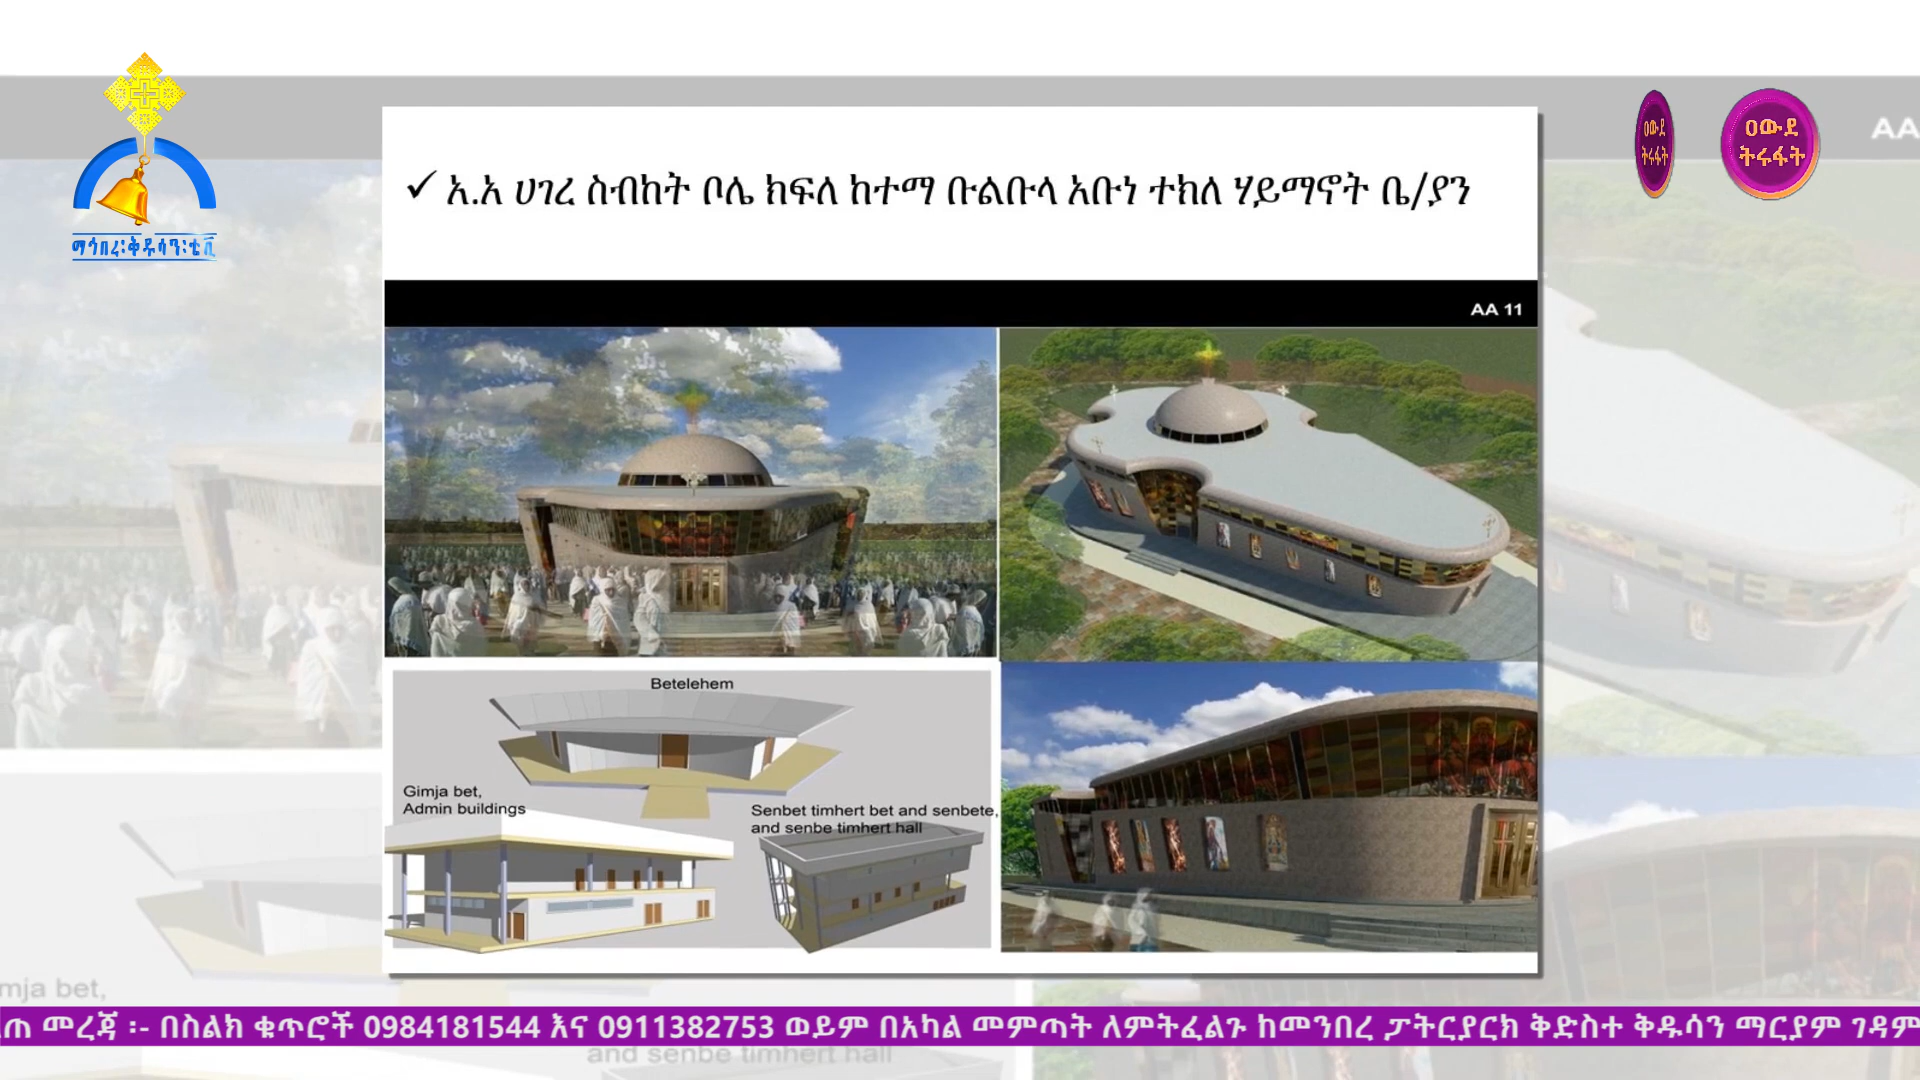 ማኅበረ፡ቅዱሳን፡ቲቪ
ዐውደ
ትሩፋት
ዐውደ
ትሩፋት
AA
✓ አ.አ ሀገረ ስብከት ቦሌ ክፍለ ከተማ ቡልቡላ አቡነ ተክለ ሃይማኖት ቤ/ያን
AA 11
Betelehem
Gimja bet,
Admin buildings
Senbet timhert bet and senbete,
and senbe timhert hall
mja bet,
and senbe timhert hall
መረጃ ፡- በስልክ ቁጥሮች 0984181544 እና 0911382753 ወይም በአካል መምጣት ለምትፈልጉ ከመንበረ ፓትርያርክ ቅድስተ ቅዱሳን ማርያም ገዳም